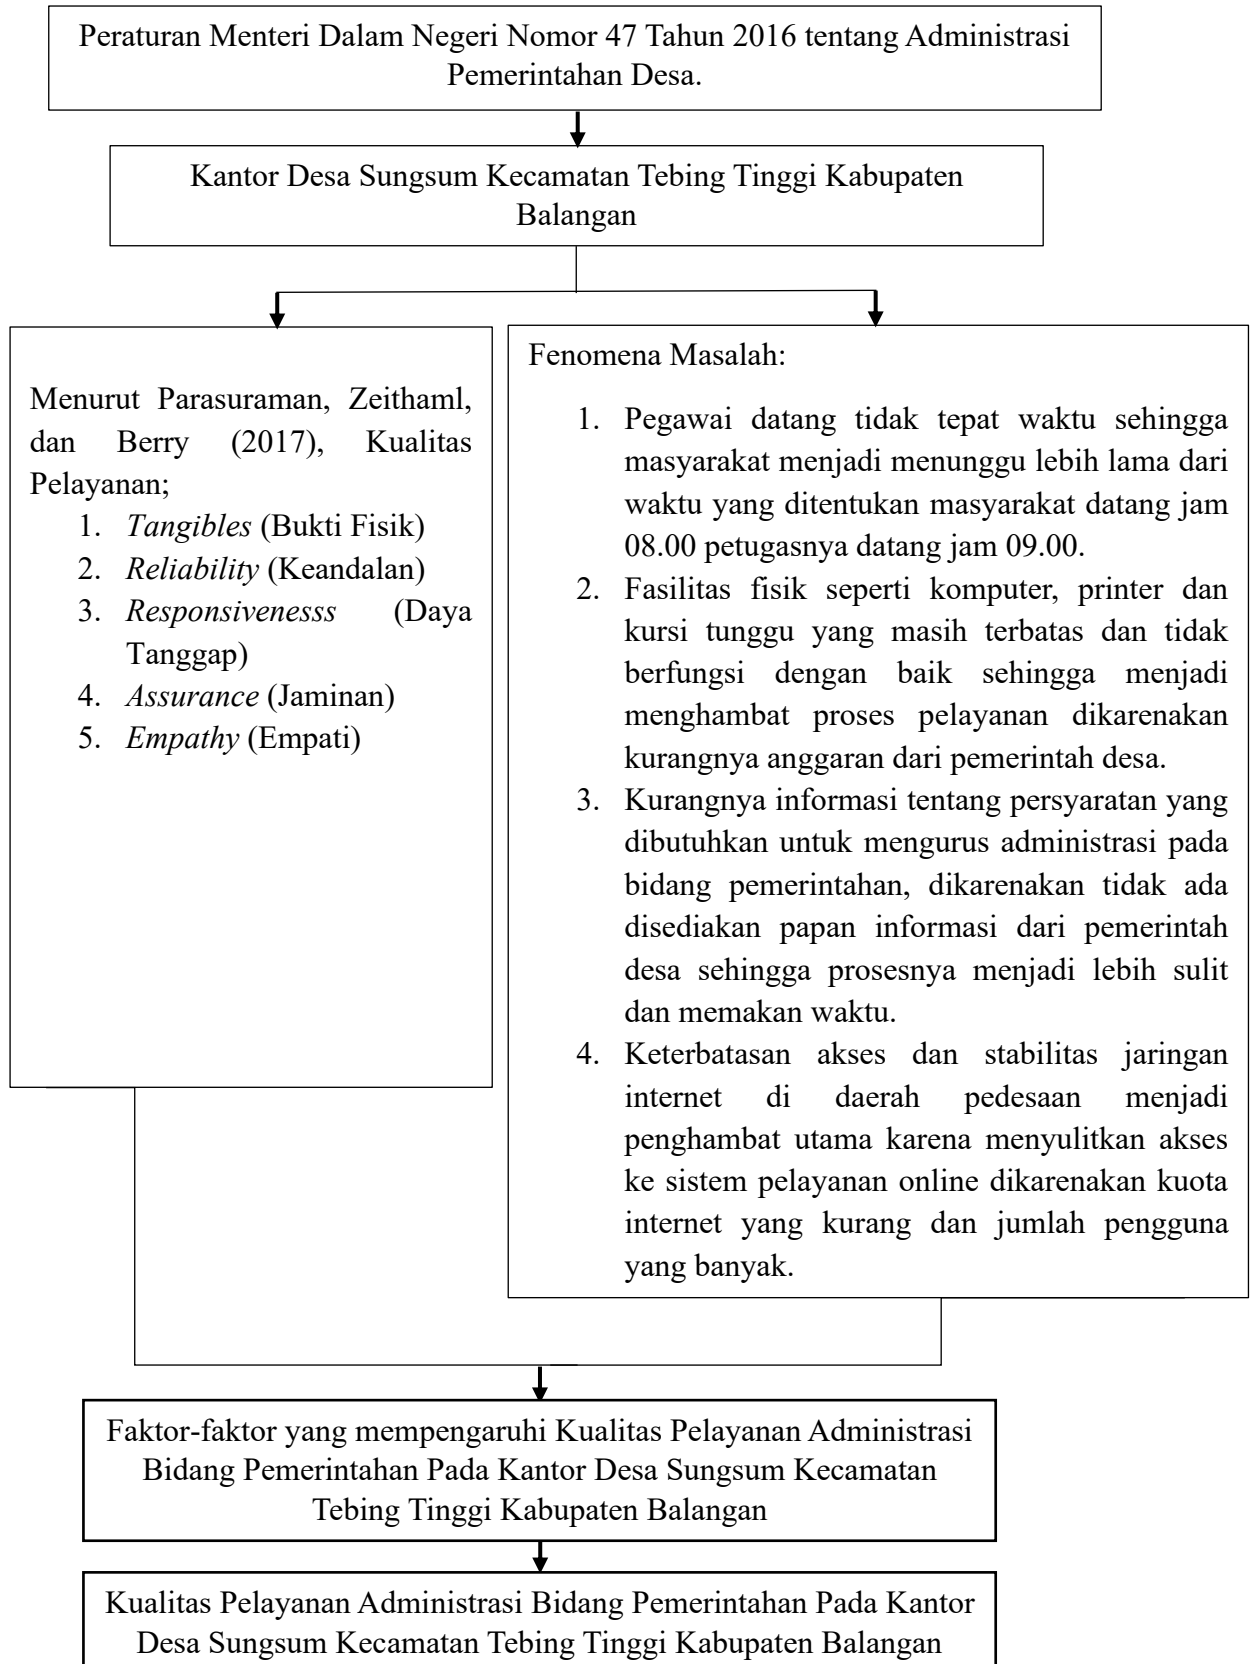 Peraturan Menteri Dalam Negeri Nomor 47 Tahun 2016 tentang Administrasi
Pemerintahan Desa.
Kantor Desa Sungsum Kecamatan Tebing Tinggi Kabupaten
Balangan
Menurut Parasuraman, Zeithaml,
dan Berry (2017), Kualitas
Pelayanan;
1. Tangibles (Bukti Fisik)
2. Reliability (Keandalan)
3. Responsivenesss (Daya
Tanggap)
4. Assurance (Jaminan)
5. Empathy (Empati)
Fenomena Masalah:
1. Pegawai datang tidak tepat waktu sehingga
masyarakat menjadi menunggu lebih lama dari
waktu yang ditentukan masyarakat datang jam
08.00 petugasnya datang jam 09.00.
2. Fasilitas fisik seperti komputer, printer dan
kursi tunggu yang masih terbatas dan tidak
berfungsi dengan baik sehingga menjadi
menghambat proses pelayanan dikarenakan
kurangnya anggaran dari pemerintah desa.
3. Kurangnya informasi tentang persyaratan yang
dibutuhkan untuk mengurus administrasi pada
bidang pemerintahan, dikarenakan tidak ada
disediakan papan informasi dari pemerintah
desa sehingga prosesnya menjadi lebih sulit
dan memakan waktu.
4. Keterbatasan akses dan stabilitas jaringan
internet di daerah pedesaan menjadi
penghambat utama karena menyulitkan akses
ke sistem pelayanan online dikarenakan kuota
internet yang kurang dan jumlah pengguna
yang banyak.
Faktor-faktor yang mempengaruhi Kualitas Pelayanan Administrasi
Bidang Pemerintahan Pada Kantor Desa Sungsum Kecamatan
Tebing Tinggi Kabupaten Balangan
Kualitas Pelayanan Administrasi Bidang Pemerintahan Pada Kantor
Desa Sungsum Kecamatan Tebing Tinggi Kabupaten Balangan